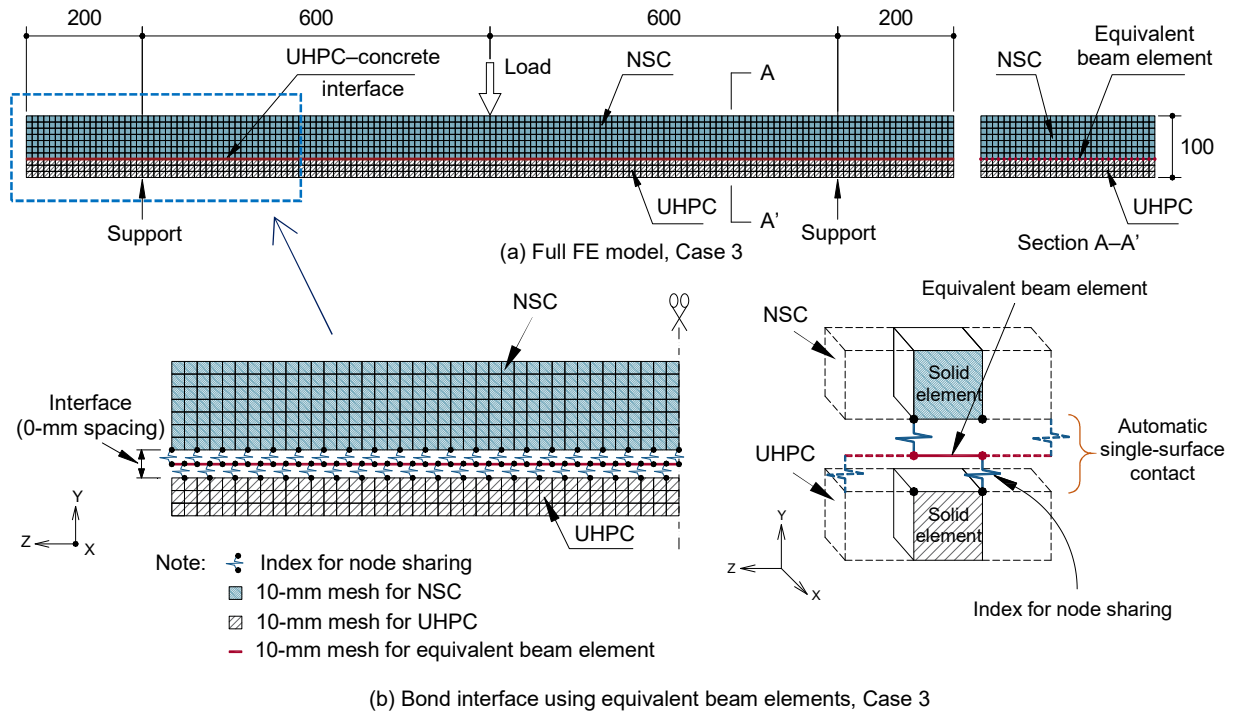 200
600
600
200
UHPC–concrete
interface
Load
NSC
A
NSC
Equivalent
beam element
100
Support
UHPC
A'
Support
UHPC
(a) Full FE model, Case 3
Section A–A'
NSC
Interface
(0-mm spacing)
UHPC
Y
Z
X
Equivalent beam element
NSC
Solid
element
UHPC
Automatic
single-surface
contact
Solid
element
Y
Z
X
Index for node sharing
Note:
Index for node sharing
10-mm mesh for NSC
10-mm mesh for UHPC
10-mm mesh for equivalent beam element
(b) Bond interface using equivalent beam elements, Case 3